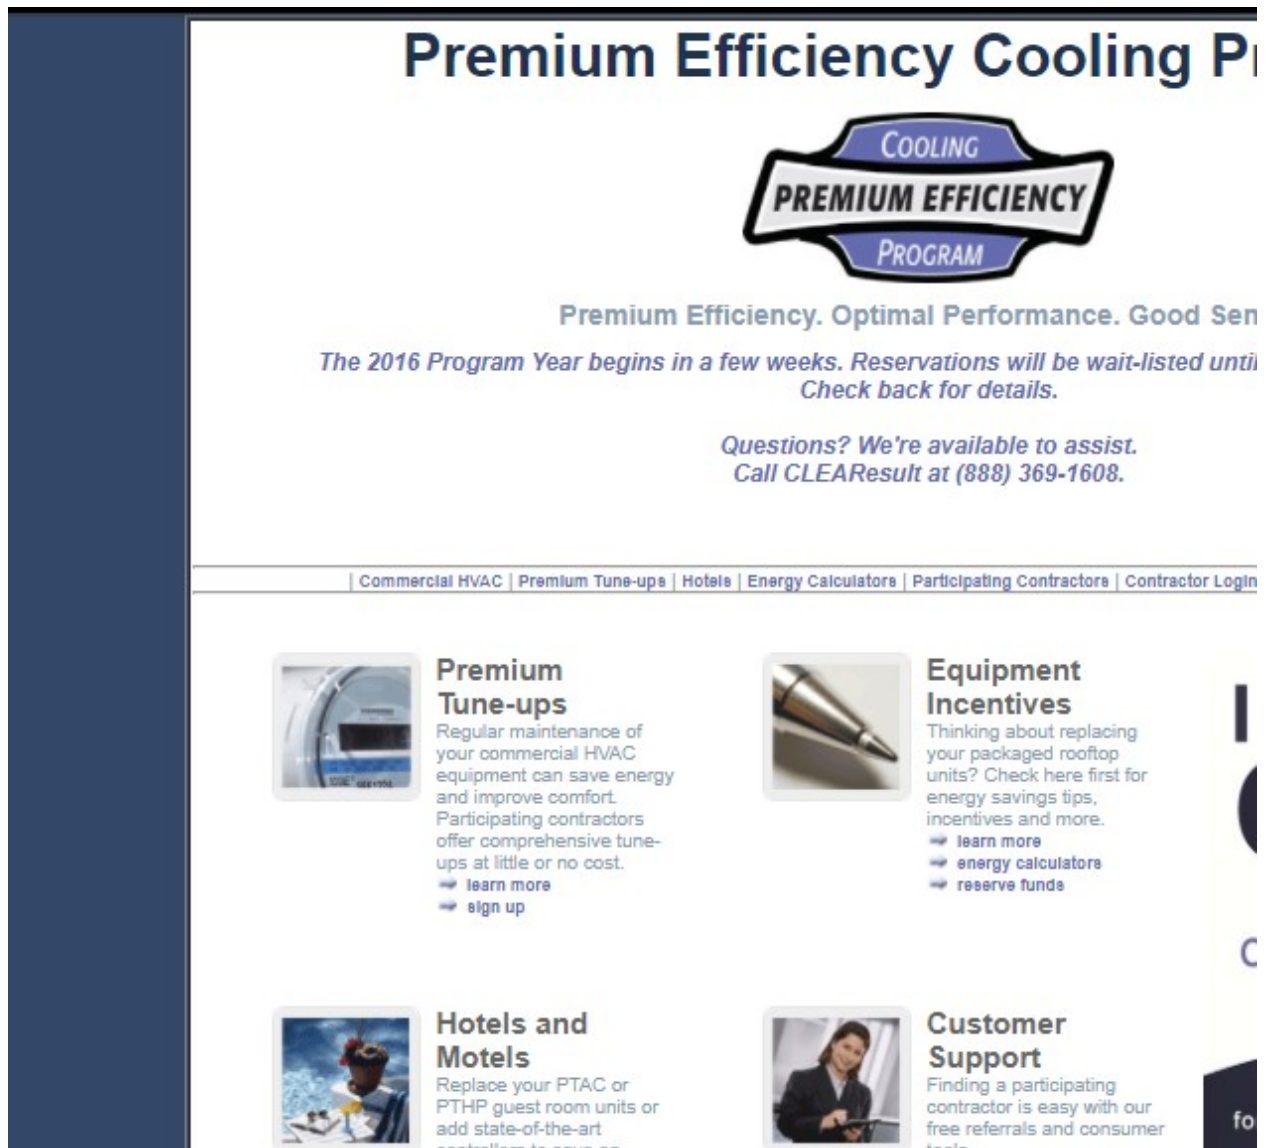 Premium Efficiency Cooling
COOLING
PREMIUM EFFICIENCY
PROGRAM
Premium Efficiency. Optimal Performance. Good
The 2016 Program Year begins in a few weeks. Reservations will be wait-listed
Check back for details.
Questions? We're available to assist.
Call CLEAResult at (888) 369-1608.
| Commercial HVAC | Premium Tune-ups | Hotels | Energy Calculators | Participating Contractors | Contractor Login
Premium
Tune-ups
Regular maintenance of
your commercial HVAC
equipment can save energy
and improve comfort.
Participating contractors
offer comprehensive tune-
ups at little or no cost.
learn more
sign up
Equipment
Incentives
Thinking about replacing
your packaged rooftop
units? Check here first for
energy savings tips,
incentives and more.
learn more
energy calculators
reserve funds
Hotels and
Motels
Replace your PTAC or
PTHP guest room units or
add state-of-the-art
Customer
Support
Finding a participating
contractor is easy with our
free referrals and consumer